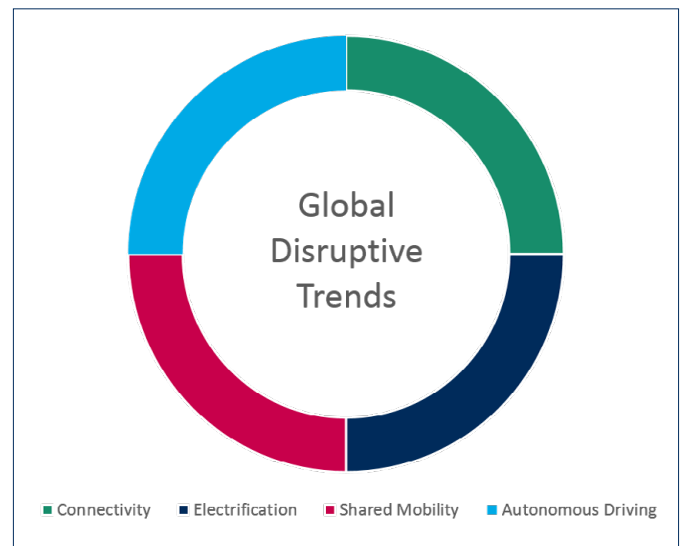 Global
Disruptive
Trends
Connectivity Electrification Shared Mobility Autonomous Driving